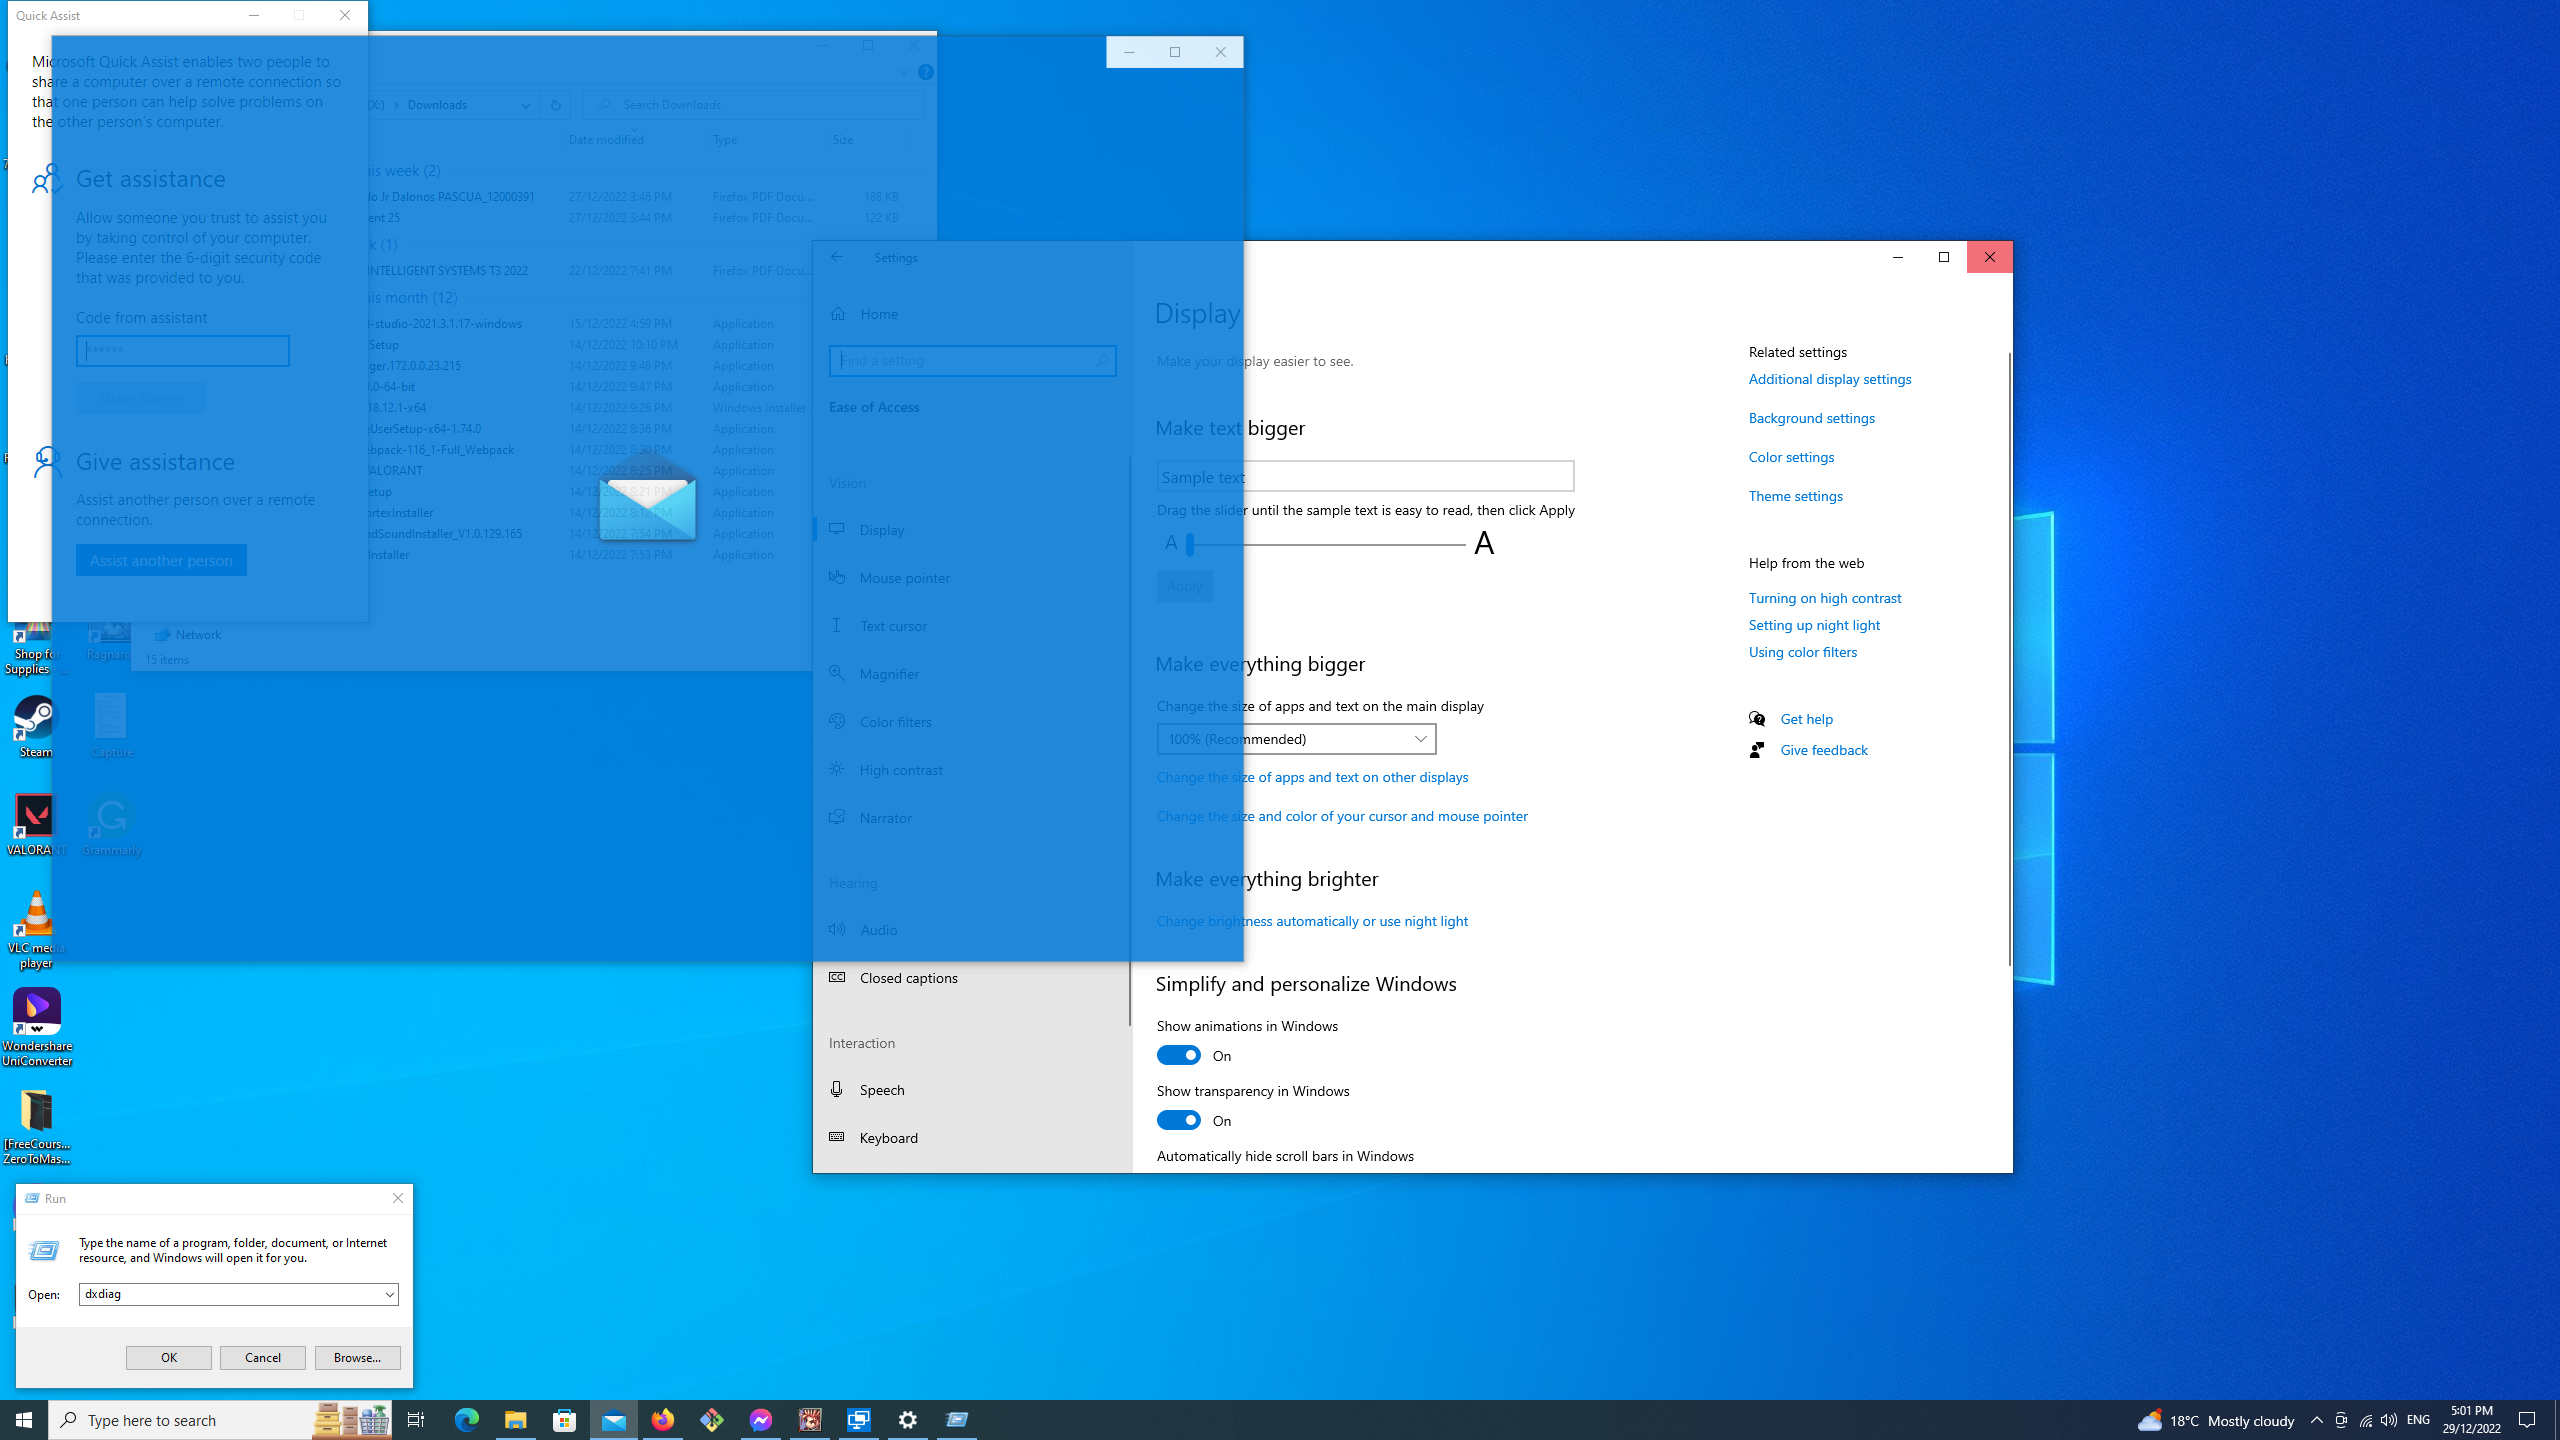 Quick Assist
Microsoft Quick Assist enables two people to
share a computer over a remote connection so
that one person can help solve problems on
the other person's computer.
Get assistance
Allow someone you trust to assist you
by taking control of your computer.
Please enter the 6-digit security code
that was provided to you.
Code from assistant
******
Share screen
Give assistance
Assist another person over a remote
connection.
Assist another person
(X:) › Downloads
Search Downloads
Date modified Type Size
his week (2)
do Jr Dalonos PASCUA_12000391 27/12/2022 3:46 PM Firefox PDF Docu... 188 KB
ent 25 27/12/2022 3:44 PM Firefox PDF Docu... 122 KB
k (1)
INTELLIGENT SYSTEMS T3 2022 22/12/2022 7:41 PM Firefox PDF Docu...
his month (12)
-studio-2021.3.1.17-windows 15/12/2022 4:59 PM Application
Setup 14/12/2022 10:10 PM Application
ger.172.0.0.23.215 14/12/2022 9:48 PM Application
.0-64-bit 14/12/2022 9:47 PM Application
18.12.1-x64 14/12/2022 9:26 PM Windows Installer
eUserSetup-x64-1.74.0 14/12/2022 8:36 PM Application
bpack-116_1-Full_Webpack 14/12/2022 8:30 PM Application
VALORANT 14/12/2022 8:25 PM Application
etup 14/12/2022 8:21 PM Application
ortexInstaller 14/12/2022 8:12 PM Application
ndSoundInstaller_V1.0.129.165 14/12/2022 7:54 PM Application
Installer 14/12/2022 7:53 PM Application
Network
15 items
Settings
Home
Find a setting
Ease of Access
Vision
Display
Mouse pointer
Text cursor
Magnifier
Color filters
High contrast
Narrator
Hearing
Audio
Closed captions
Interaction
Speech
Keyboard
Display
Make your display easier to see.
Make text bigger
Sample text
Drag the slider until the sample text is easy to read, then click Apply
A A
Apply
Make everything bigger
Change the size of apps and text on the main display
100% (Recommended)
Change the size of apps and text on other displays
Change the size and color of your cursor and mouse pointer
Make everything brighter
Change brightness automatically or use night light
Simplify and personalize Windows
Show animations in Windows
On
Show transparency in Windows
On
Automatically hide scroll bars in Windows
Related settings
Additional display settings
Background settings
Color settings
Theme settings
Help from the web
Turning on high contrast
Setting up night light
Using color filters
Get help
Give feedback
Shop for
Supplies - ...
Steam
Capture
VALORANT
Grammarly
VLC media
player
Wondershare
UniConverter
[FreeCours...
ZeroToMas...
Run
Type the name of a program, folder, document, or Internet
resource, and Windows will open it for you.
Open: dxdiag
OK Cancel Browse...
Type here to search
18°C Mostly cloudy
ENG
5:01 PM
29/12/2022